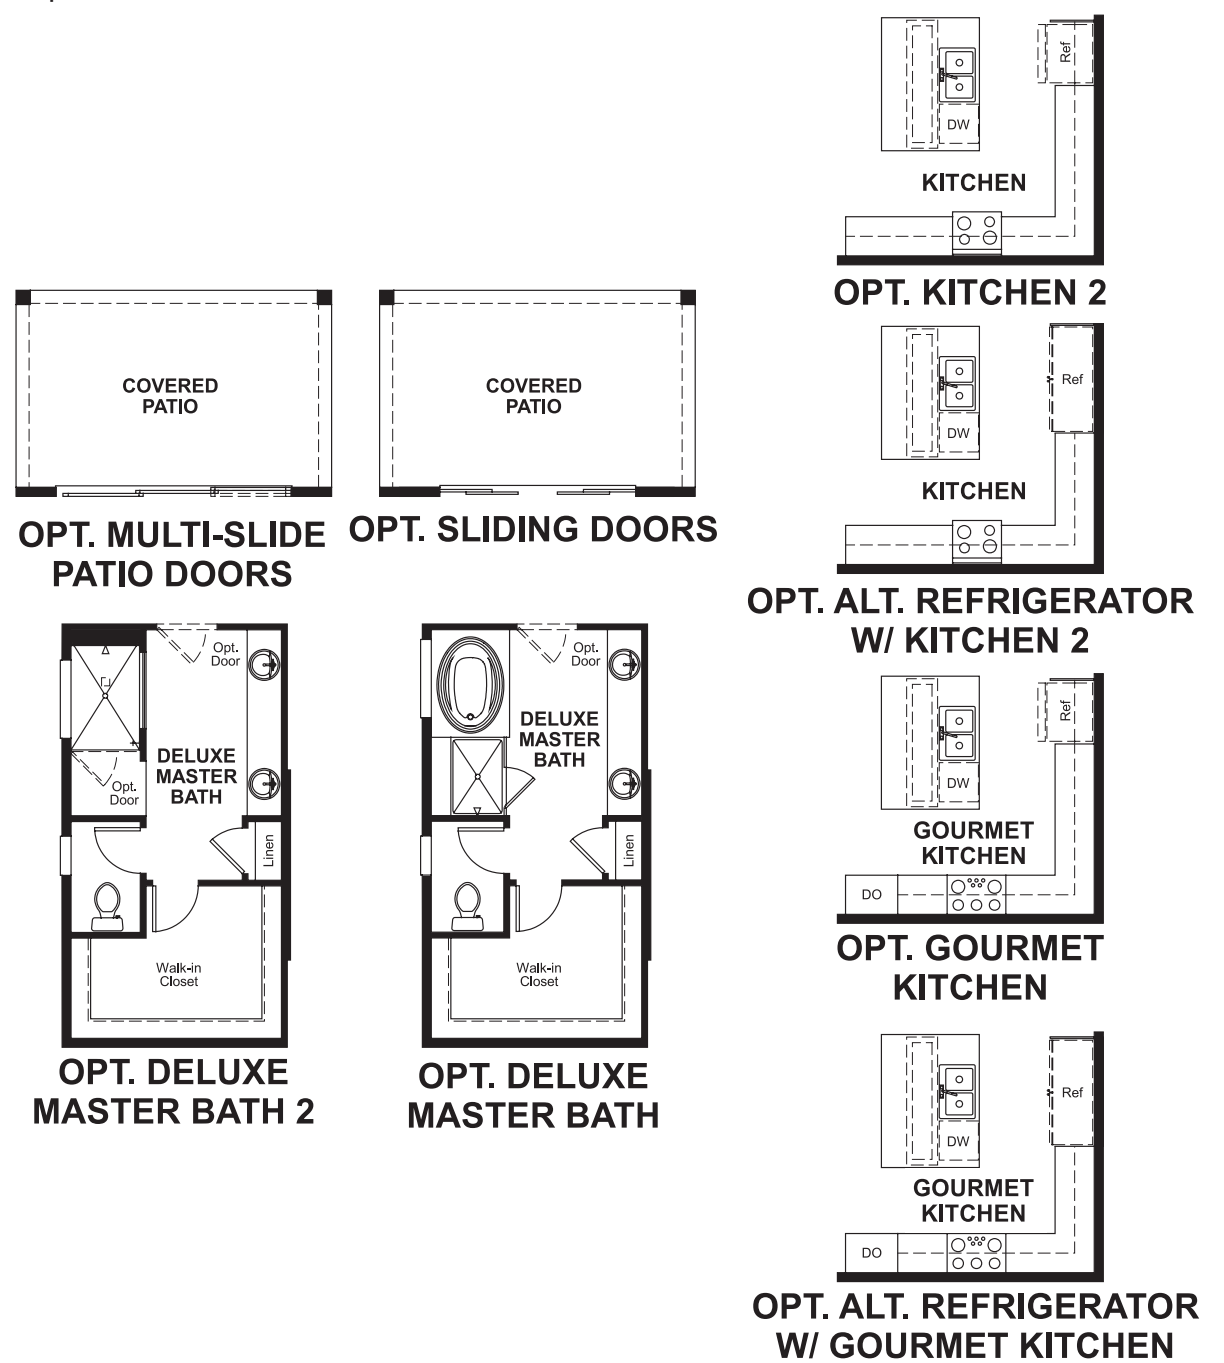 COVERED
PATIO
OPT. MULTI-SLIDE
PATIO DOORS
COVERED
PATIO
OPT. SLIDING DOORS
Opt.
Door
DELUXE
MASTER
BATH
Opt.
Door
Linen
Walk-in
Closet
OPT. DELUXE
MASTER BATH 2
Opt.
Door
DELUXE
MASTER
BATH
Linen
Walk-in
Closet
OPT. DELUXE
MASTER BATH
Ref
DW
KITCHEN
OPT. KITCHEN 2
Ref
DW
KITCHEN
OPT. ALT. REFRIGERATOR
W/ KITCHEN 2
Ref
DW
GOURMET
KITCHEN
DO
OPT. GOURMET
KITCHEN
Ref
DW
GOURMET
KITCHEN
DO
OPT. ALT. REFRIGERATOR
W/ GOURMET KITCHEN